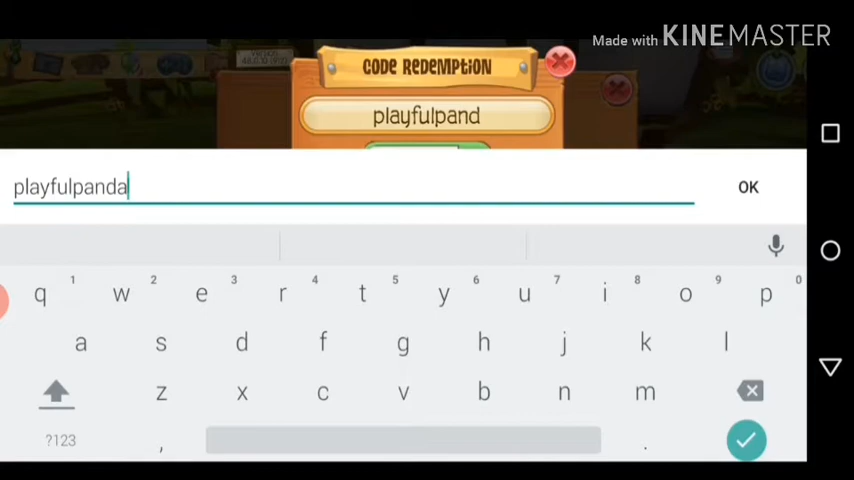 Made with KINEMASTER
CODE REDEMPTION
playfulpand
playfulpanda
OK
1 2 3 4 5 6 7 8 9 0
q w e r t y u i o p
a s d f g h j k l
z x c v b n m
?123 , .